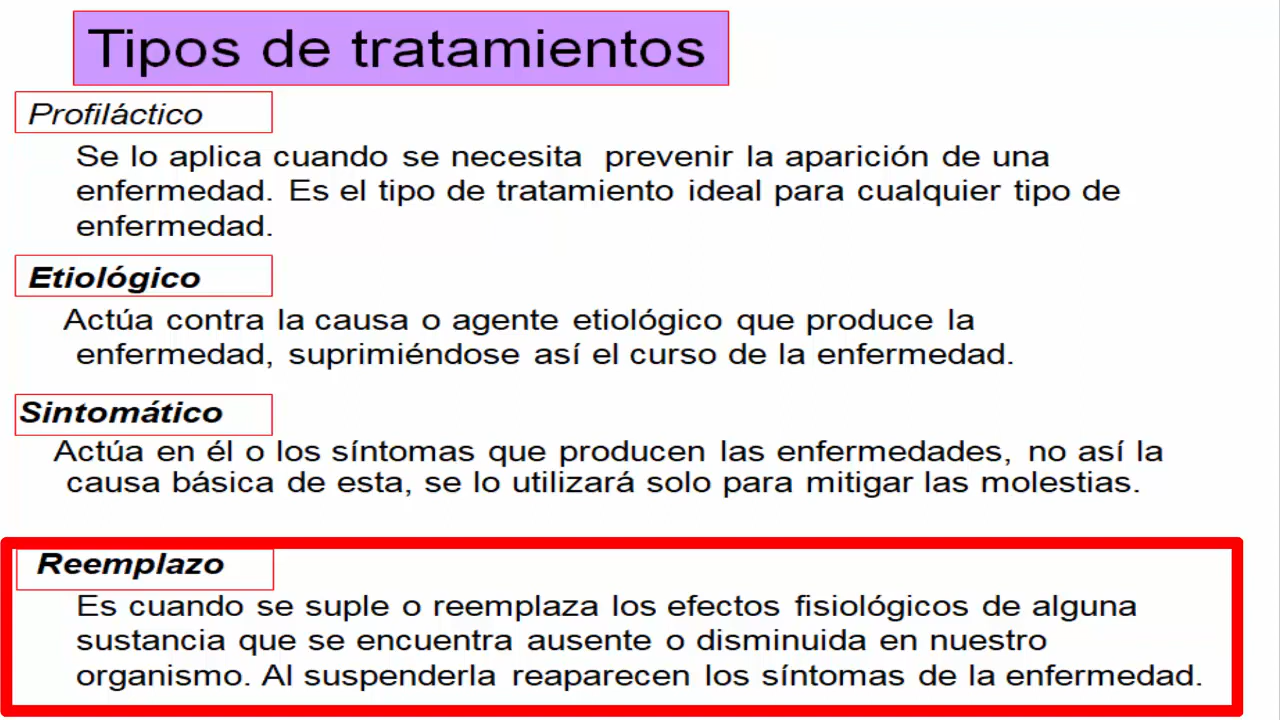 Tipos de tratamientos
Profiláctico
Se lo aplica cuando se necesita prevenir la aparición de una
enfermedad. Es el tipo de tratamiento ideal para cualquier tipo de
enfermedad.
Etiológico
Actúa contra la causa o agente etiológico que produce la
enfermedad, suprimiéndose así el curso de la enfermedad.
Sintomático
Actúa en él o los síntomas que producen las enfermedades, no así la
causa básica de esta, se lo utilizará solo para mitigar las molestias.
Reemplazo
Es cuando se suple o reemplaza los efectos fisiológicos de alguna
sustancia que se encuentra ausente o disminuida en nuestro
organismo. Al suspenderla reaparecen los síntomas de la enfermedad.